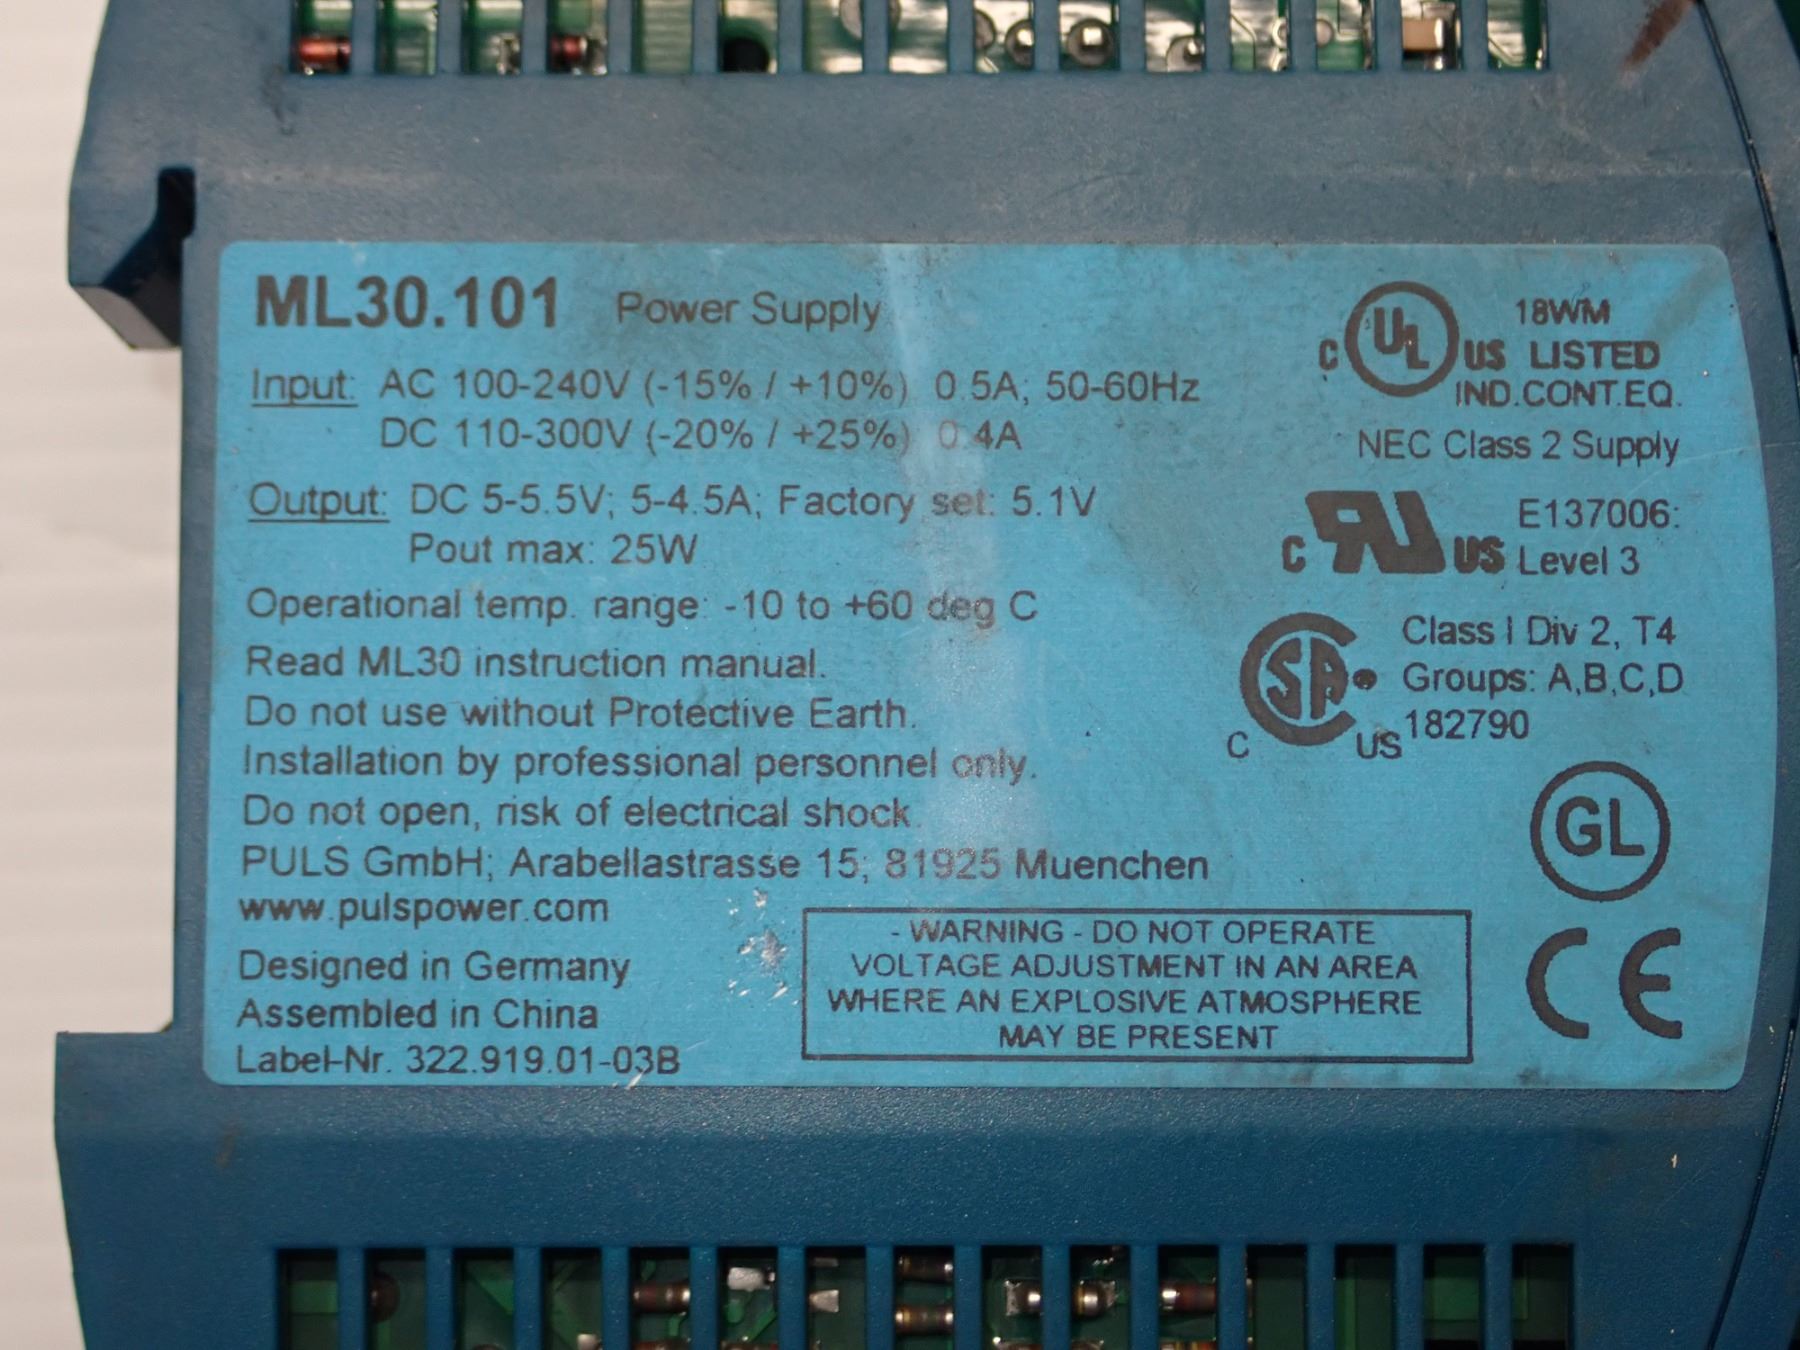 ML30.101 Power Supply
Input: AC 100-240V (-15% / +10%) 0.5A; 50-60Hz
DC 110-300V (-20% / +25%) 0.4A
Output: DC 5-5.5V; 5-4.5A; Factory set: 5.1V
Pout max: 25W
Operational temp. range: -10 to +60 deg C
Read ML30 instruction manual.
Do not use without Protective Earth.
Installation by professional personnel only.
Do not open, risk of electrical shock.
PULS GmbH; Arabellastrasse 15; 81925 Muenchen
www.pulspower.com
Designed in Germany
Assembled in China
Label-Nr. 322.919.01-03B
- WARNING - DO NOT OPERATE
VOLTAGE ADJUSTMENT IN AN AREA
WHERE AN EXPLOSIVE ATMOSPHERE
MAY BE PRESENT
18WM
C UL US LISTED
IND.CONT.EQ.
NEC Class 2 Supply
E137006:
C RU US Level 3
Class I Div 2, T4
SA ® Groups: A,B,C,D
C US 182790
GL
CE